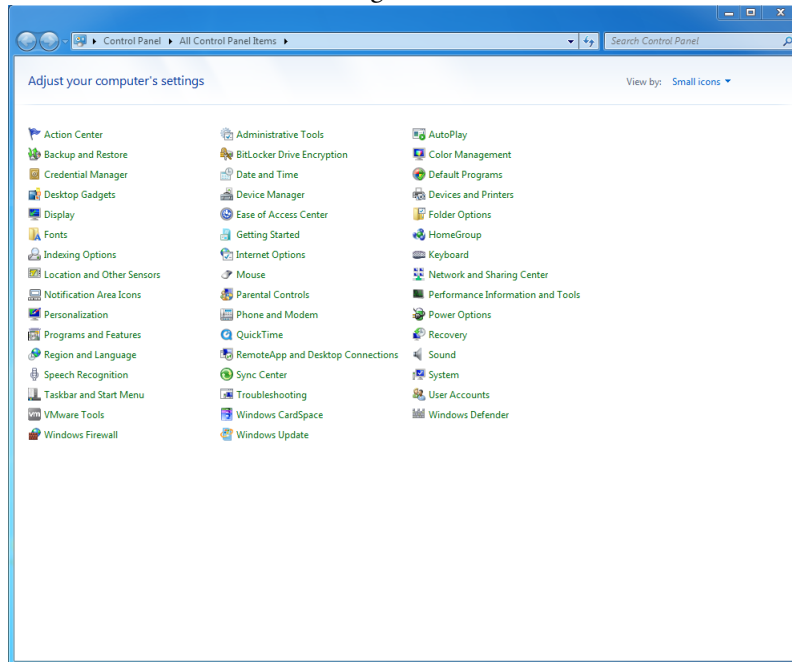 Control Panel All Control Panel Items Search Control Panel
Adjust your computer's settings View by: Small icons
Action Center Administrative Tools AutoPlay
Backup and Restore BitLocker Drive Encryption Color Management
Credential Manager Date and Time Default Programs
Desktop Gadgets Device Manager Devices and Printers
Display Ease of Access Center Folder Options
Fonts Getting Started HomeGroup
Indexing Options Internet Options Keyboard
Location and Other Sensors Mouse Network and Sharing Center
Notification Area Icons Parental Controls Performance Information and Tools
Personalization Phone and Modem Power Options
Programs and Features QuickTime Recovery
Region and Language RemoteApp and Desktop Connections Sound
Speech Recognition Sync Center System
Taskbar and Start Menu Troubleshooting User Accounts
VMware Tools Windows CardSpace Windows Defender
Windows Firewall Windows Update